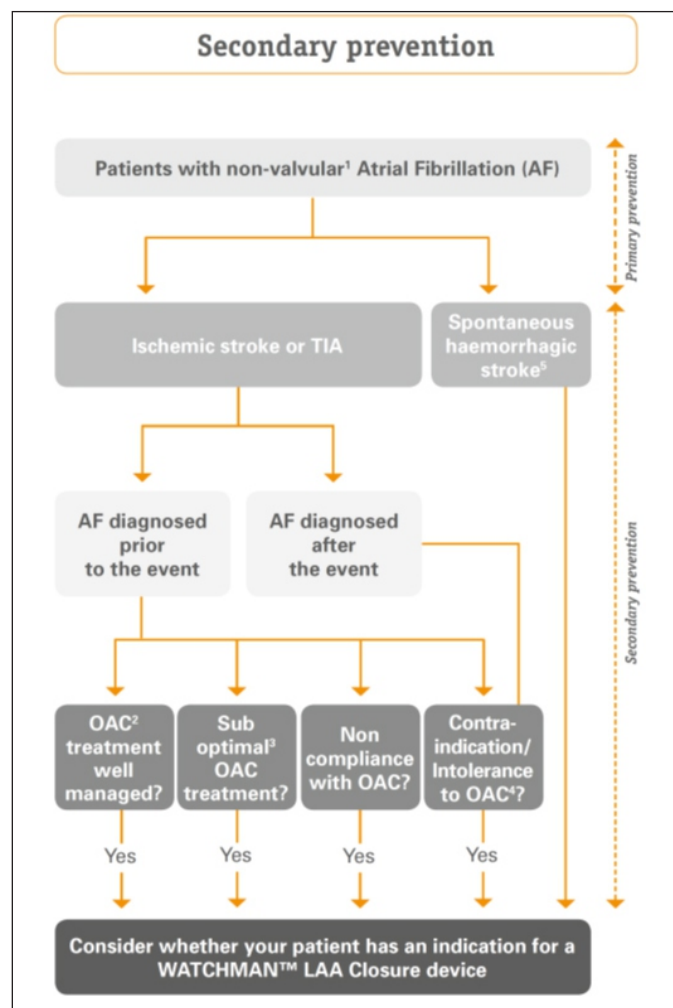 Secondary prevention
Patients with non-valvular¹ Atrial Fibrillation (AF)
Primary prevention
Ischemic stroke or TIA
Spontaneous
haemorrhagic
stroke⁵
AF diagnosed
prior
to the event
AF diagnosed
after
the event
Secondary prevention
OAC²
treatment
well
managed?
Sub
optimal³
OAC
treatment?
Non
compliance
with OAC?
Contra-
indication/
Intolerance
to OAC⁴?
Yes
Yes
Yes
Yes
Consider whether your patient has an indication for a
WATCHMAN™ LAA Closure device